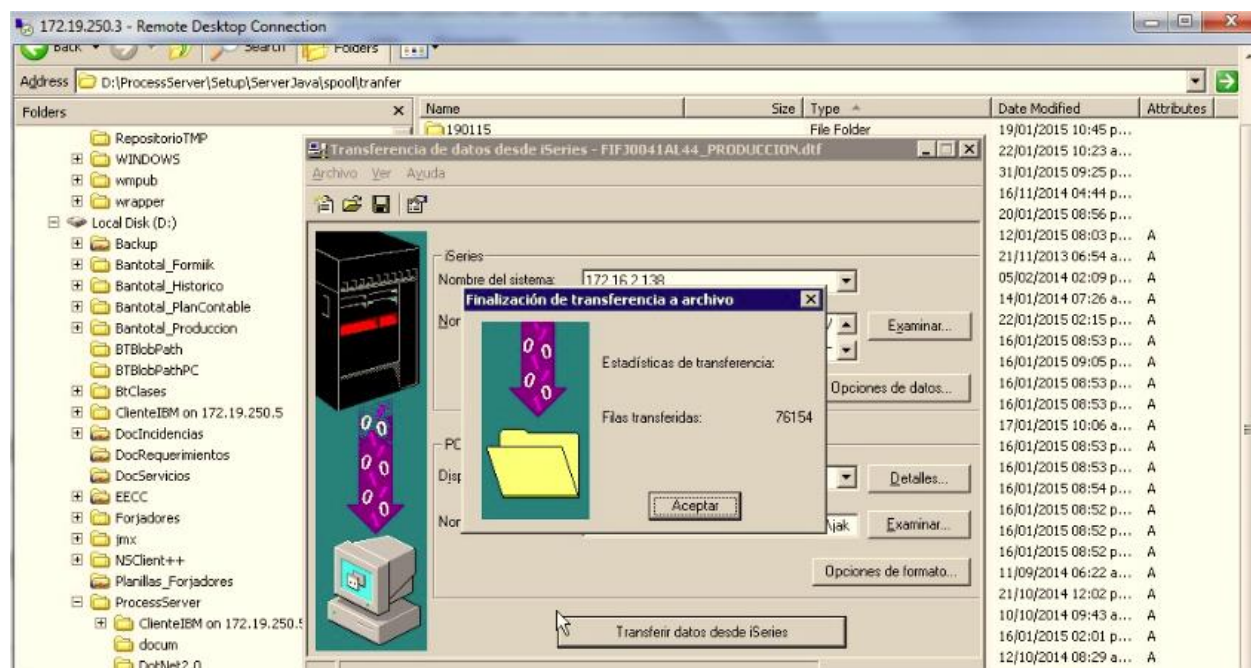 172.19.250.3 - Remote Desktop Connection
Back Search Folders
Address D:\ProcessServer\Setup\ServerJava\spool\tranfer
Folders x Name Size Type Date Modified Attributes
RepositorioTMP
WINDOWS
wmpub
wrapper
Local Disk (D:)
Backup
Bantotal_Formiik
Bantotal_Historico
Bantotal_PlanContable
Bantotal_Produccion
BTBlobPath
BTBlobPathPC
BtClases
ClienteIBM on 172.19.250.5
DocIncidencias
DocRequerimientos
DocServicios
EECC
Forjadores
jmx
NSClient++
Planillas_Forjadores
ProcessServer
ClienteIBM on 172.19.250.5
docum
DotNet2.0
190115 File Folder
Transferencia de datos desde iSeries - FIFJ0041AL44_PRODUCCION.dtf
Archivo Ver Ayuda
iSeries
Nombre del sistema: 172.16.2.138
Examinar...
Opciones de datos...
PC
Detalles...
\jak Examinar...
Opciones de formato...
Transferir datos desde iSeries
Finalización de transferencia a archivo
Estadísticas de transferencia:
Filas transferidas: 76154
Aceptar
19/01/2015 10:45 p...
22/01/2015 10:23 a...
31/01/2015 09:25 p...
16/11/2014 04:44 p...
20/01/2015 08:56 p...
12/01/2015 08:03 p... A
21/11/2013 06:54 a... A
05/02/2014 02:09 p... A
14/01/2014 07:26 a... A
22/01/2015 02:15 p... A
16/01/2015 08:53 p... A
16/01/2015 09:05 p... A
16/01/2015 08:53 p... A
16/01/2015 08:53 p... A
17/01/2015 10:06 a... A
16/01/2015 08:53 p... A
16/01/2015 08:53 p... A
16/01/2015 08:54 p... A
16/01/2015 08:52 p... A
16/01/2015 08:52 p... A
16/01/2015 08:52 p... A
11/09/2014 06:22 a... A
21/10/2014 12:02 p... A
10/10/2014 09:43 a... A
16/01/2015 02:01 p... A
12/10/2014 08:29 a... A